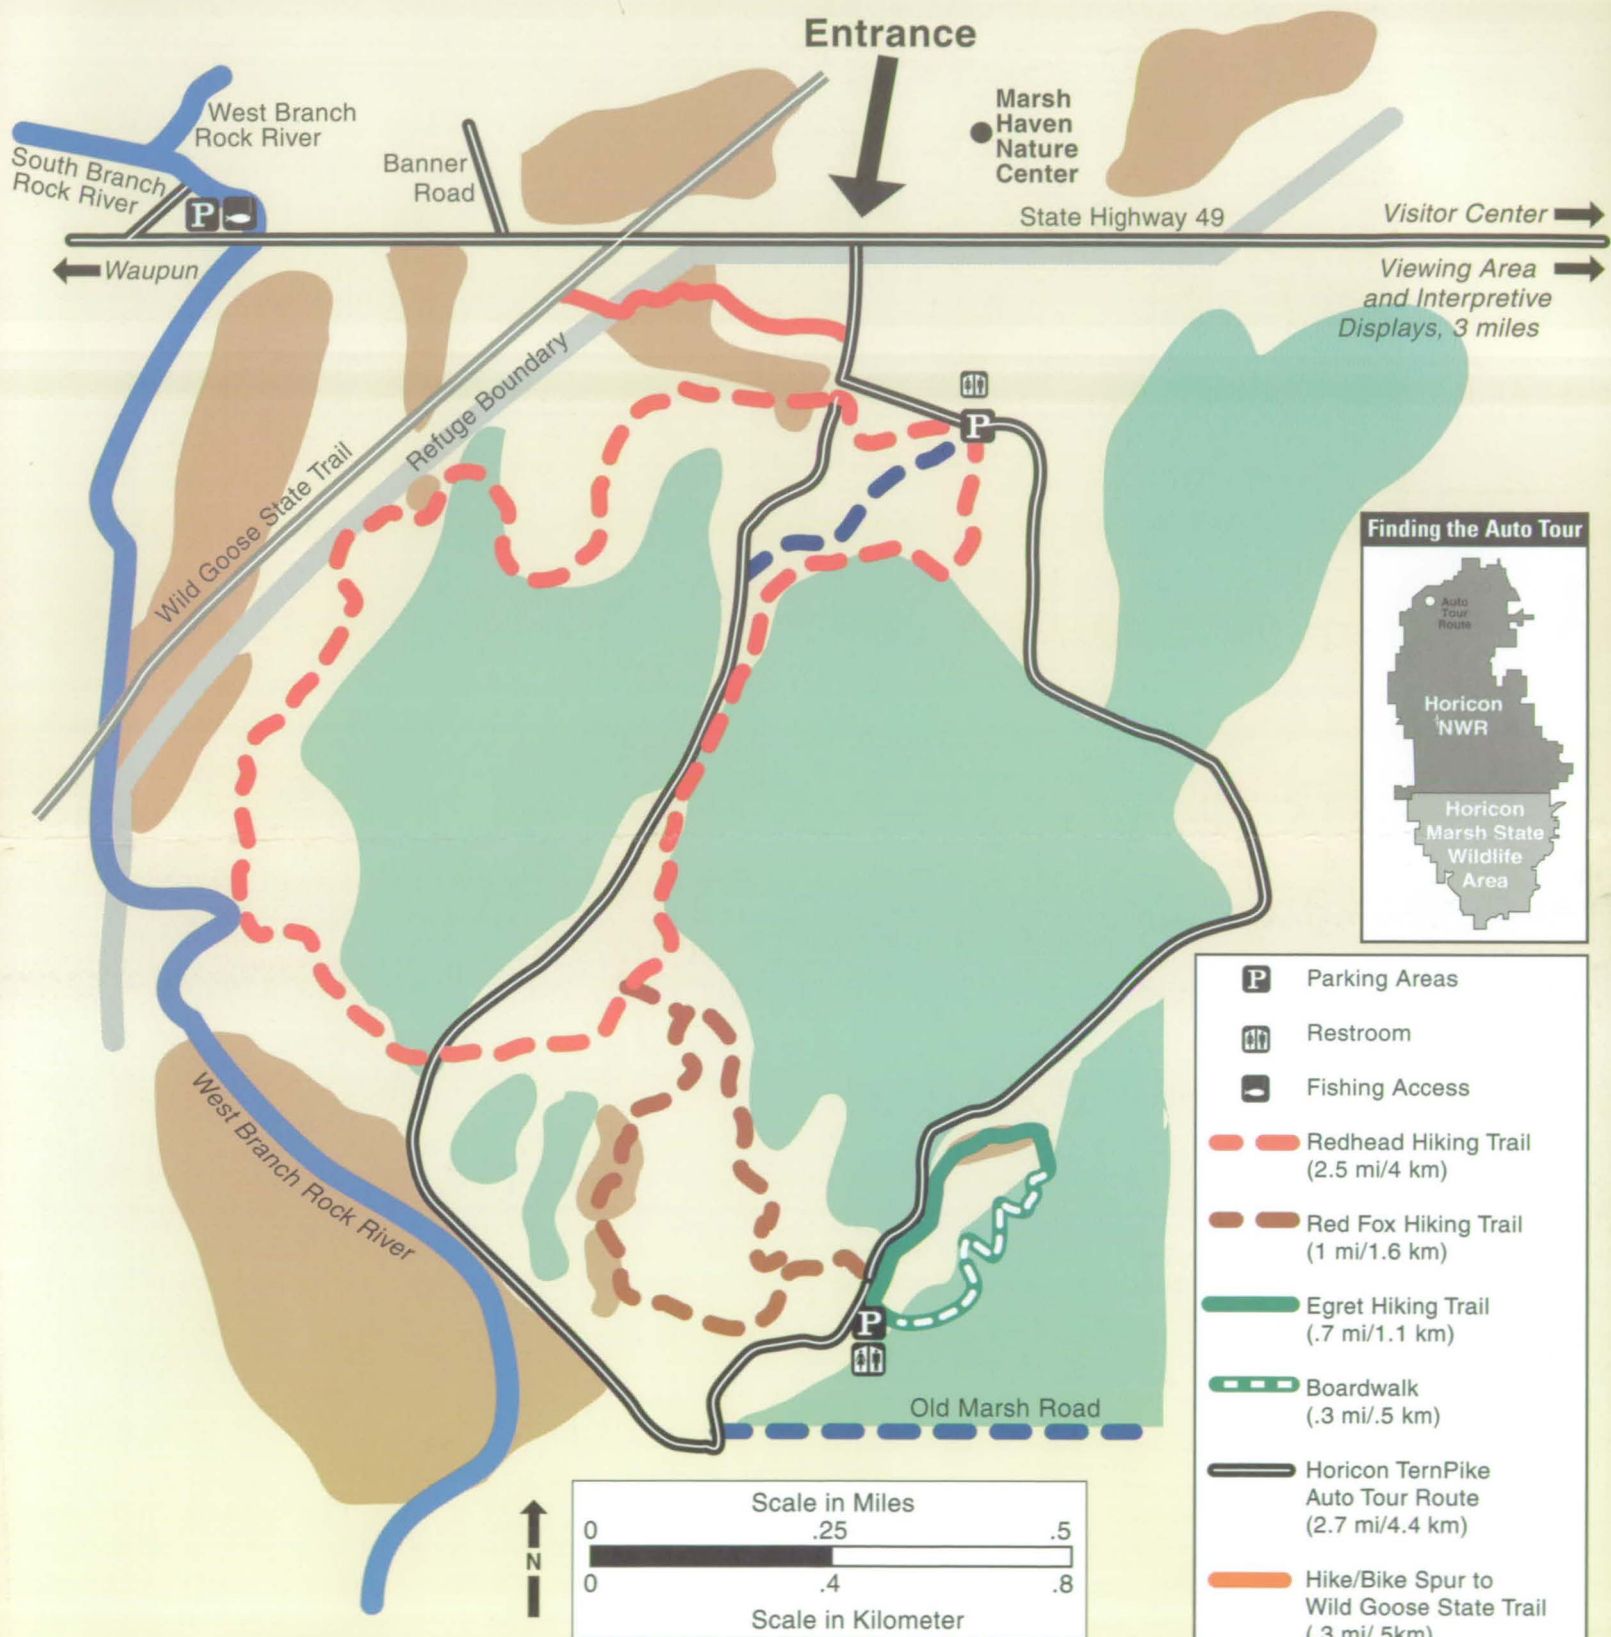 Entrance
Marsh
Haven
Nature
Center
West Branch
Rock River
South Branch
Rock River
Banner
Road
P
State Highway 49
Visitor Center
Waupun
Viewing Area
and Interpretive
Displays, 3 miles
Refuge Boundary
Wild Goose State Trail
P
Finding the Auto Tour
Auto
Tour
Route
Horicon
NWR
Horicon
Marsh State
Wildlife
Area
West Branch Rock River
P
Old Marsh Road
P Parking Areas
Restroom
Fishing Access
Redhead Hiking Trail
(2.5 mi/4 km)
Red Fox Hiking Trail
(1 mi/1.6 km)
Egret Hiking Trail
(.7 mi/1.1 km)
Boardwalk
(.3 mi/.5 km)
Horicon TernPike
Auto Tour Route
(2.7 mi/4.4 km)
Hike/Bike Spur to
Wild Goose State Trail
(.3 mi/.5km)
N
Scale in Miles
0 .25 .5
0 .4 .8
Scale in Kilometer